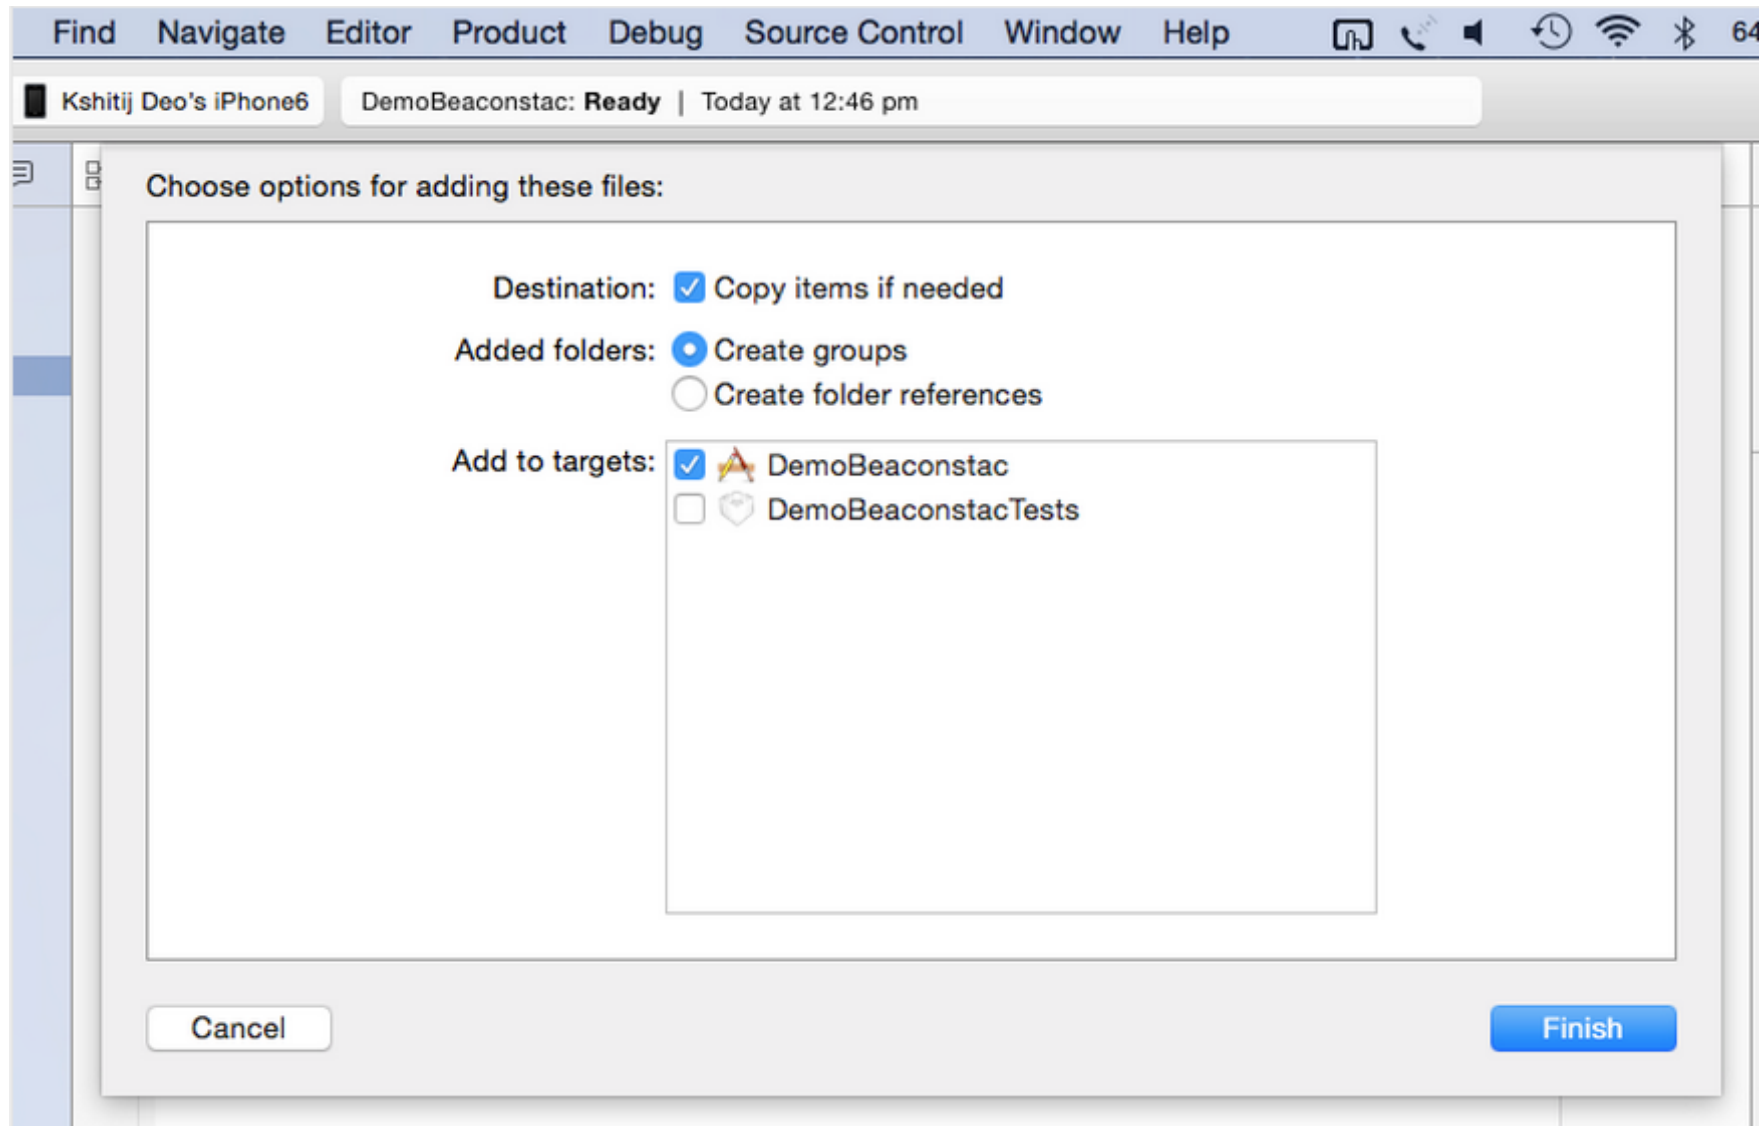 Find Navigate Editor Product Debug Source Control Window Help 64
Kshitij Deo's iPhone6 DemoBeaconstac: Ready | Today at 12:46 pm
Choose options for adding these files:
Destination: Copy items if needed
Added folders: Create groups
Create folder references
Add to targets: DemoBeaconstac
DemoBeaconstacTests
Cancel Finish